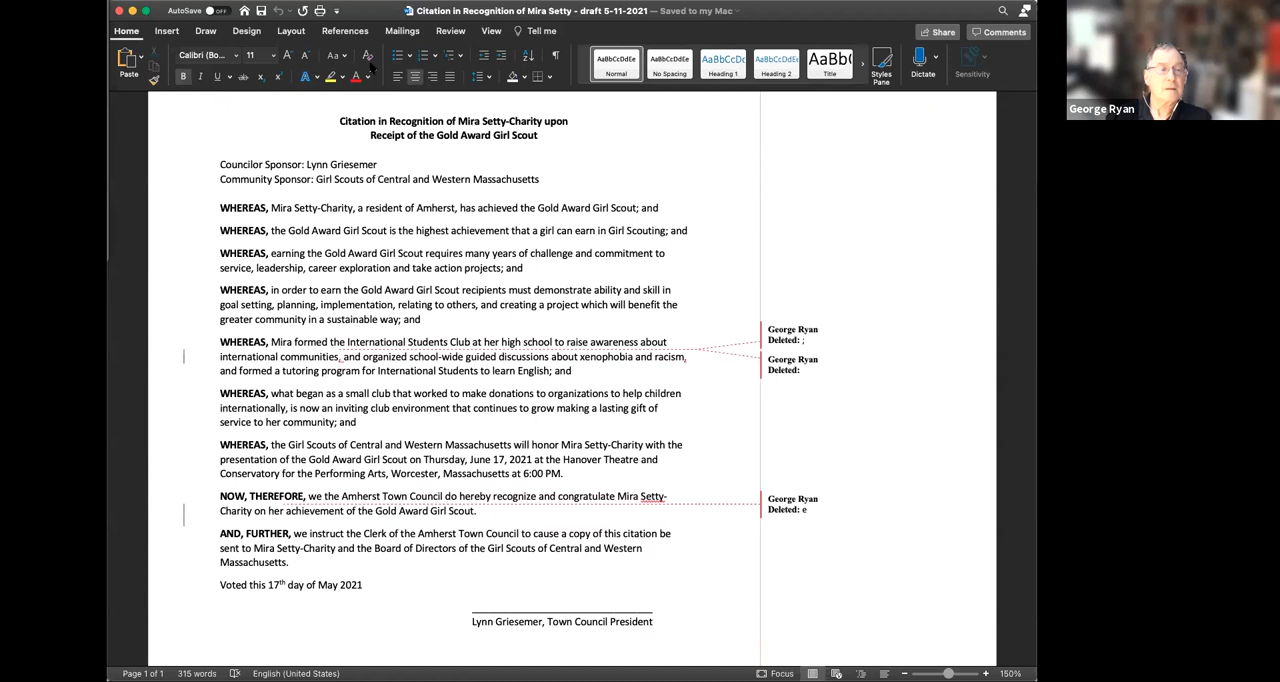 AutoSave OFF
Citation in Recognition of Mira Setty - draft 5-11-2021 — Saved to my Mac
Home Insert Draw Design Layout References Mailings Review View Tell me
Share Comments
Paste
Calibri (Bo... 11
AaBbCcDdEe AaBbCcDdEe AaBbCcDc AaBbCcDdEe AaBb(
Normal No Spacing Heading 1 Heading 2 Title
Styles Pane
Dictate
Sensitivity
George Ryan
Citation in Recognition of Mira Setty-Charity upon
Receipt of the Gold Award Girl Scout
Councilor Sponsor: Lynn Griesemer
Community Sponsor: Girl Scouts of Central and Western Massachusetts
WHEREAS, Mira Setty-Charity, a resident of Amherst, has achieved the Gold Award Girl Scout; and
WHEREAS, the Gold Award Girl Scout is the highest achievement that a girl can earn in Girl Scouting; and
WHEREAS, earning the Gold Award Girl Scout requires many years of challenge and commitment to
service, leadership, career exploration and take action projects; and
WHEREAS, in order to earn the Gold Award Girl Scout recipients must demonstrate ability and skill in
goal setting, planning, implementation, relating to others, and creating a project which will benefit the
greater community in a sustainable way; and
WHEREAS, Mira formed the International Students Club at her high school to raise awareness about
international communities, and organized school-wide guided discussions about xenophobia and racism,
and formed a tutoring program for International Students to learn English; and
George Ryan
Deleted: ;
George Ryan
Deleted:
WHEREAS, what began as a small club that worked to make donations to organizations to help children
internationally, is now an inviting club environment that continues to grow making a lasting gift of
service to her community; and
WHEREAS, the Girl Scouts of Central and Western Massachusetts will honor Mira Setty-Charity with the
presentation of the Gold Award Girl Scout on Thursday, June 17, 2021 at the Hanover Theatre and
Conservatory for the Performing Arts, Worcester, Massachusetts at 6:00 PM.
NOW, THEREFORE, we the Amherst Town Council do hereby recognize and congratulate Mira Setty-
Charity on her achievement of the Gold Award Girl Scout.
George Ryan
Deleted: e
AND, FURTHER, we instruct the Clerk of the Amherst Town Council to cause a copy of this citation be
sent to Mira Setty-Charity and the Board of Directors of the Girl Scouts of Central and Western
Massachusetts.
Voted this 17th day of May 2021
Lynn Griesemer, Town Council President
Page 1 of 1 315 words English (United States) Focus 150%